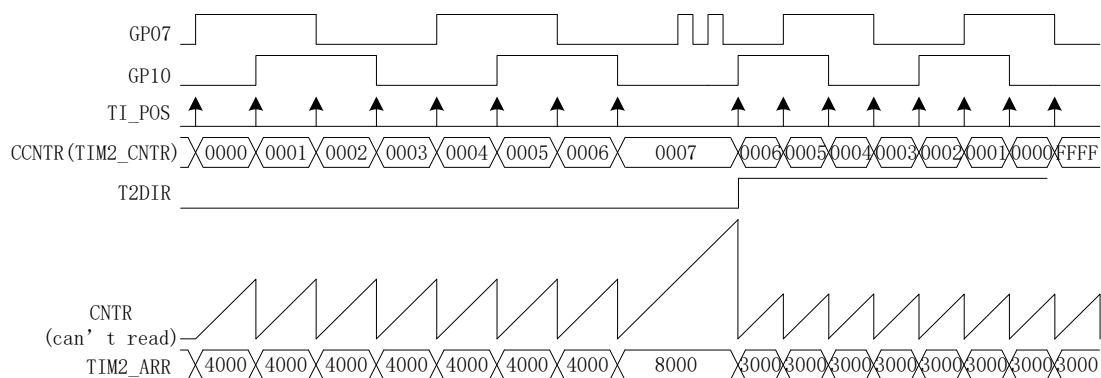 GP07
GP10
TI_POS
CCNTR(TIM2_CNTR) 0000 0001 0002 0003 0004 0005 0006 0007 0006 0005 0004 0003 0002 0001 0000 FFFF
T2DIR
CNTR
(can't read)
TIM2_ARR 4000 4000 4000 4000 4000 4000 4000 8000 3000 3000 3000 3000 3000 3000 3000 3000